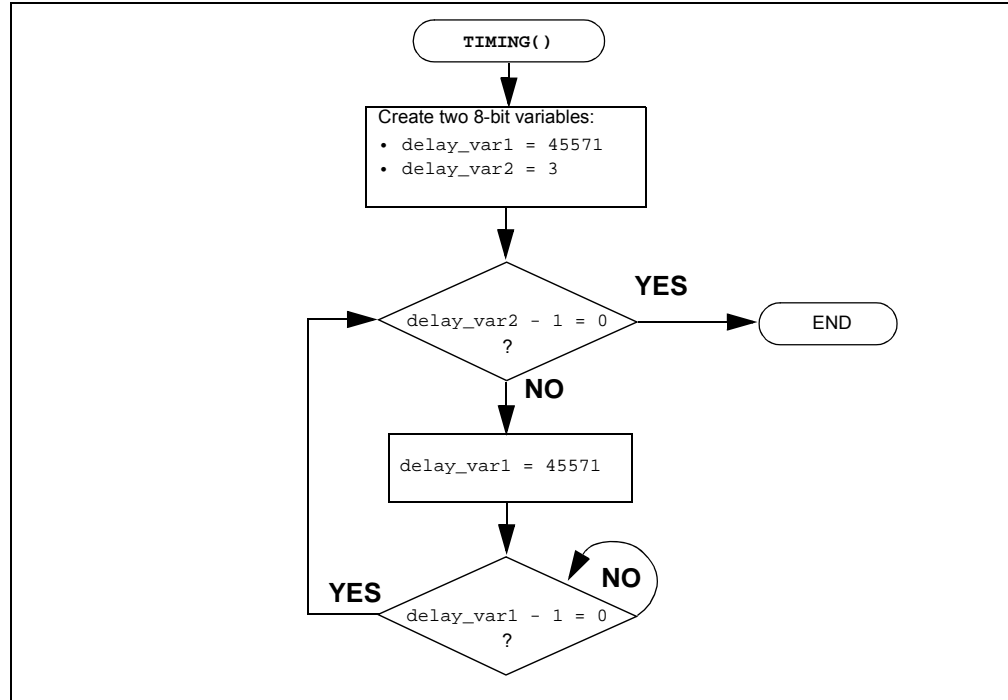 TIMING()
Create two 8-bit variables:
• delay_var1 = 45571
• delay_var2 = 3
delay_var2 - 1 = 0
?
YES
END
NO
delay_var1 = 45571
delay_var1 - 1 = 0
?
YES
NO